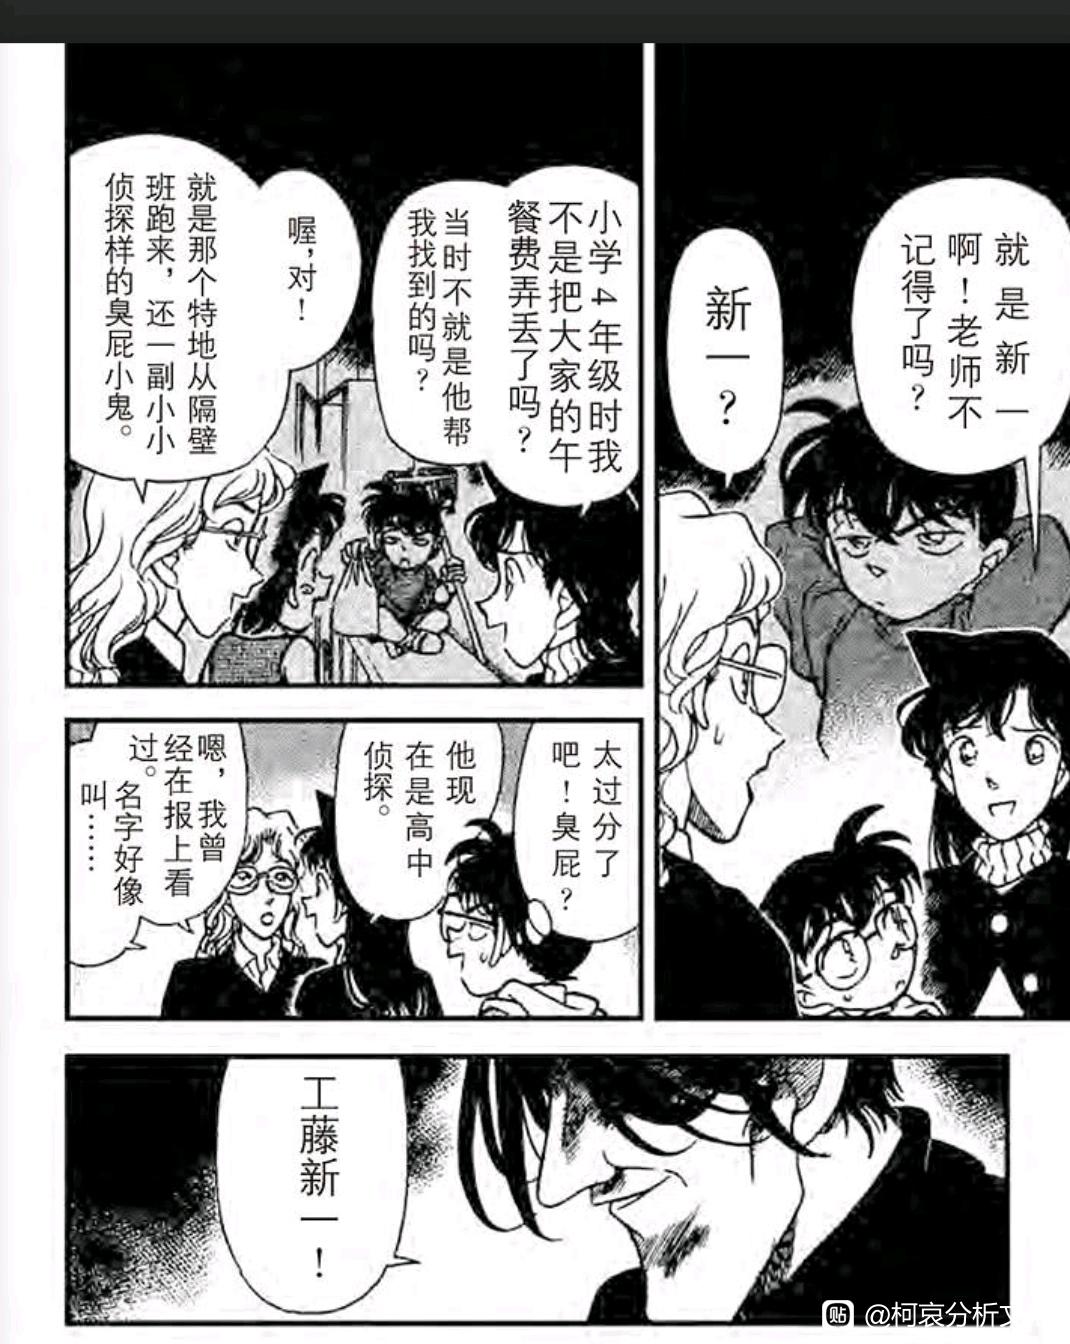 就是新一
啊！老师不
记得了吗？
新一？
小学4年级时我
不是把大家的午
餐费弄丢了吗？
当时不就是他帮
我找到的吗？
喔，对！
就是那个特地从隔壁
班跑来，还一副小小
侦探样的臭屁小鬼。
太过分了
吧！臭屁？
他现
在是高中
侦探。
嗯，我曾
经在报上看
过。
名字好像
叫……
工藤新一！
贴 @柯哀分析文